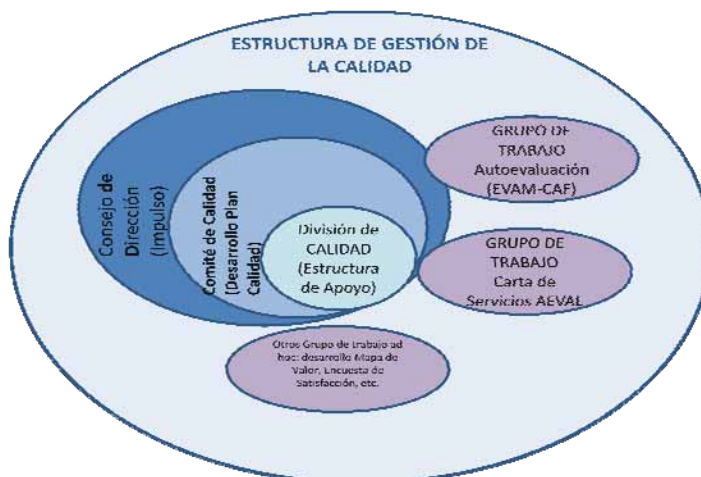 ESTRUCTURA DE GESTIÓN DE
LA CALIDAD
Consejo de
Dirección
(Impulso)
Comité de Calidad
(Desarrollo Plan
Calidad)
División de
CALIDAD
(Estructura
de Apoyo)
GRUPO DE
TRABAJO
Autoevaluación
(EVAM-CAF)
GRUPO DE
TRABAJO
Carta de
Servicios AEVAL
Otros Grupo de trabajo ad
hoc: desarrollo Mapa de
Valor, Encuesta de
Satisfacción, etc.